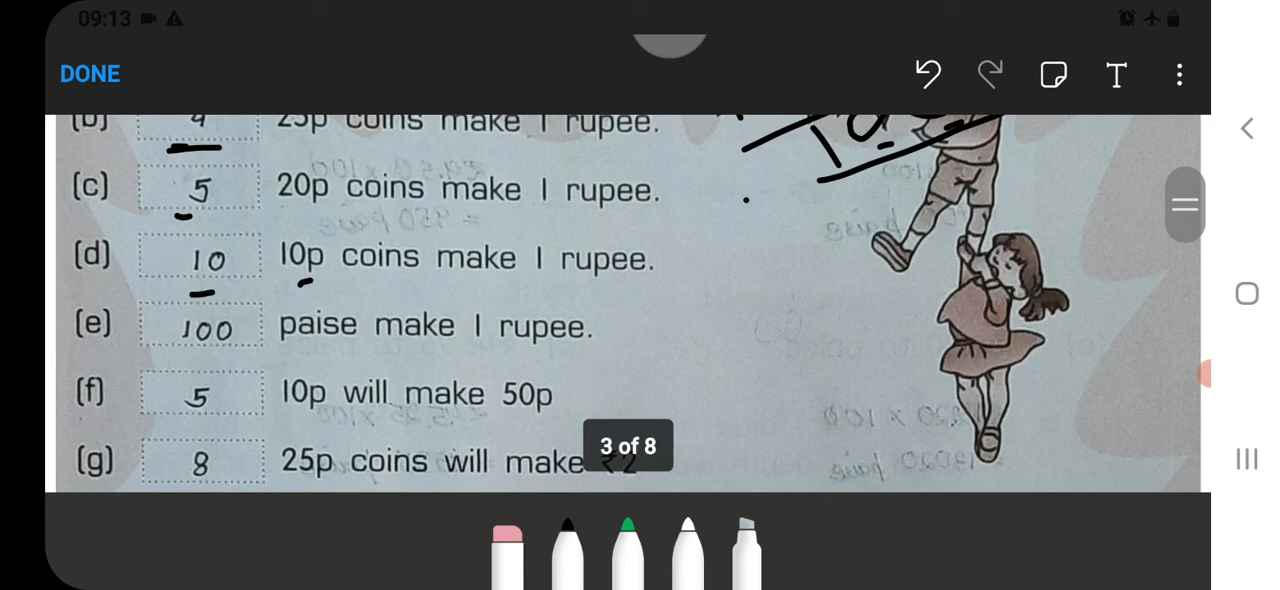 09:13
DONE
T
(b) 4 25p coins make 1 rupee.
(c) 5 20p coins make 1 rupee.
(d) 10 10p coins make 1 rupee.
(e) 100 paise make 1 rupee.
(f) 5 10p will make 50p
(g) 8 25p coins will make ₹2
3 of 8